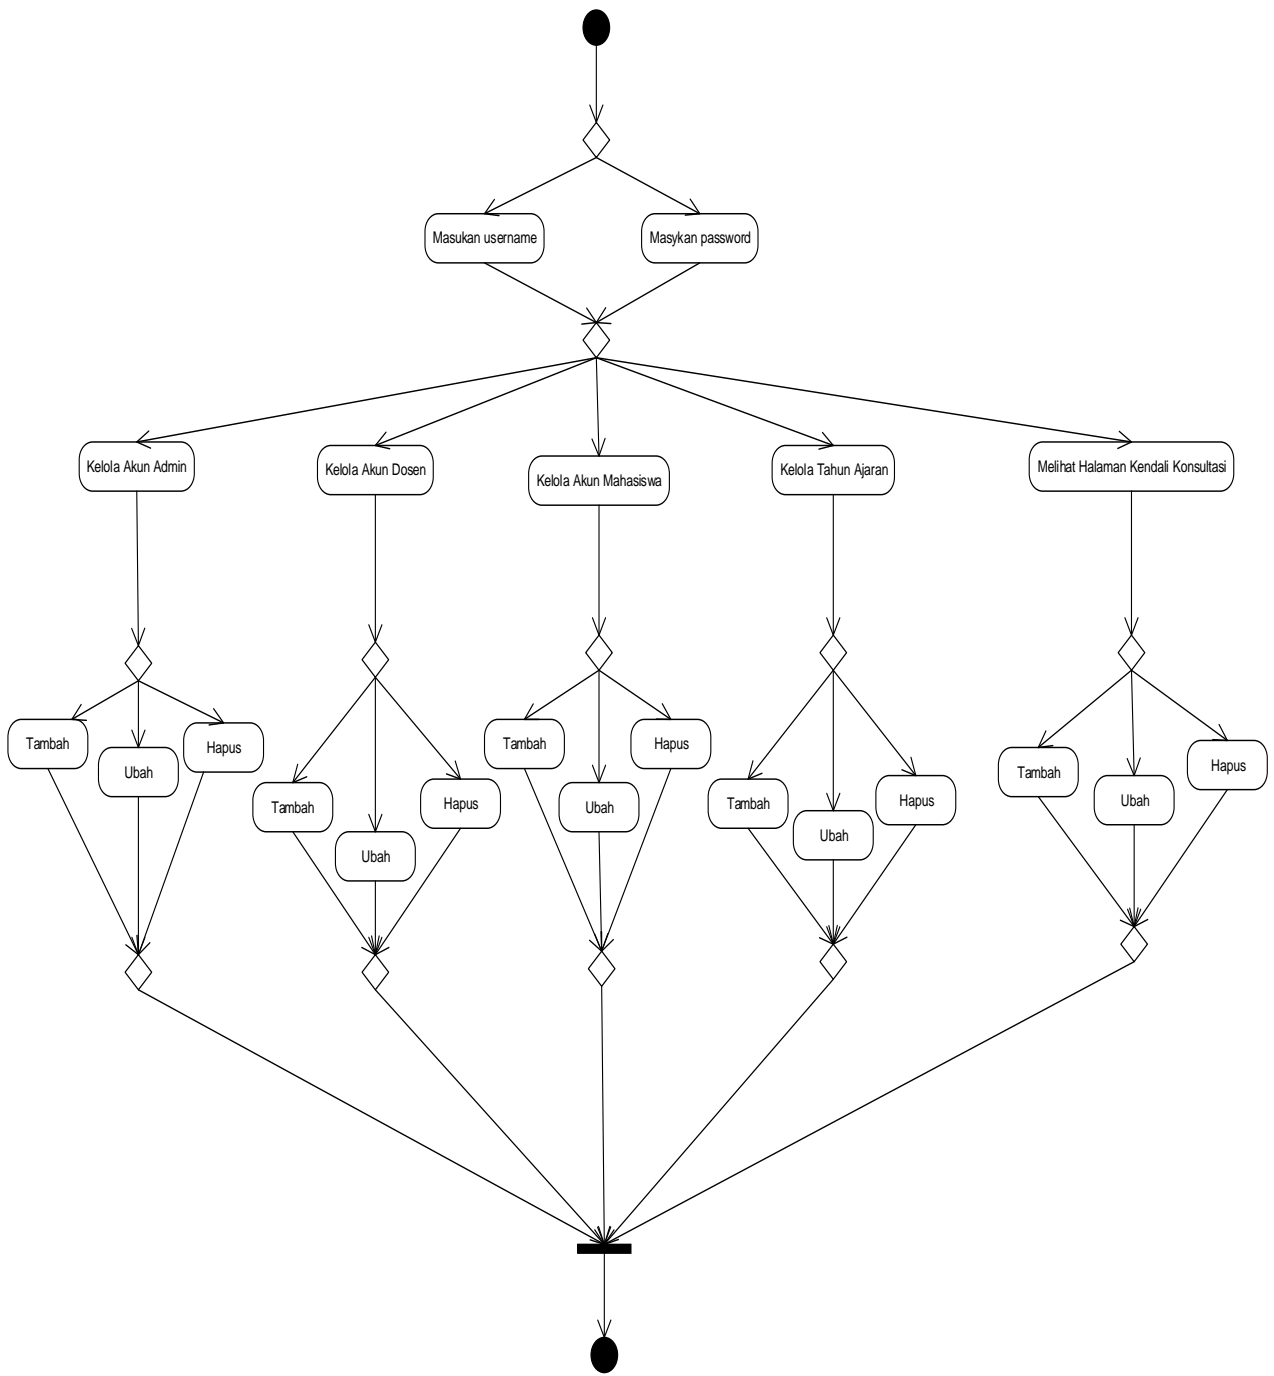 Masukan username
Masykan password
Kelola Akun Admin
Kelola Akun Dosen
Kelola Akun Mahasiswa
Kelola Tahun Ajaran
Melihat Halaman Kendali Konsultasi
Tambah
Ubah
Hapus
Tambah
Ubah
Hapus
Tambah
Ubah
Hapus
Tambah
Ubah
Hapus
Tambah
Ubah
Hapus